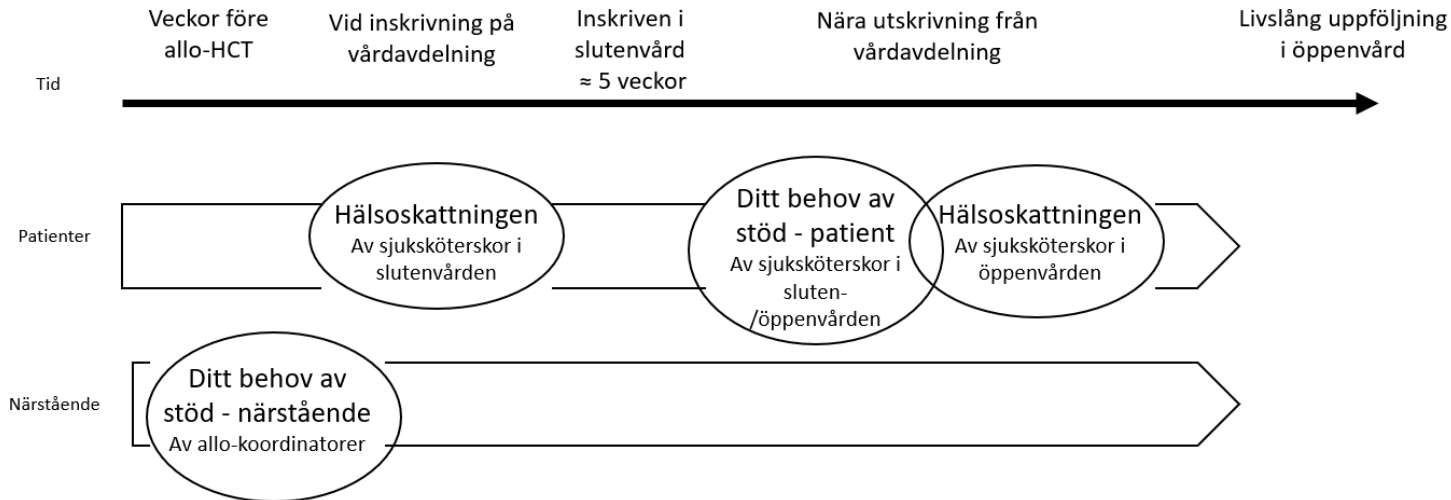 Veckor före
allo-HCT
Vid inskrivning på
vårdavdelning
Inskriven i
slutenvård
≈ 5 veckor
Nära utskrivning från
vårdavdelning
Livslång uppföljning
i öppenvård
Tid
Patienter
Hälsoskattningen
Av sjuksköterskor i
slutenvården
Ditt behov av
stöd - patient
Av sjuksköterskor i
sluten-
/öppenvården
Hälsoskattningen
Av sjuksköterskor i
öppenvården
Närstående
Ditt behov av
stöd - närstående
Av allo-koordinatorer